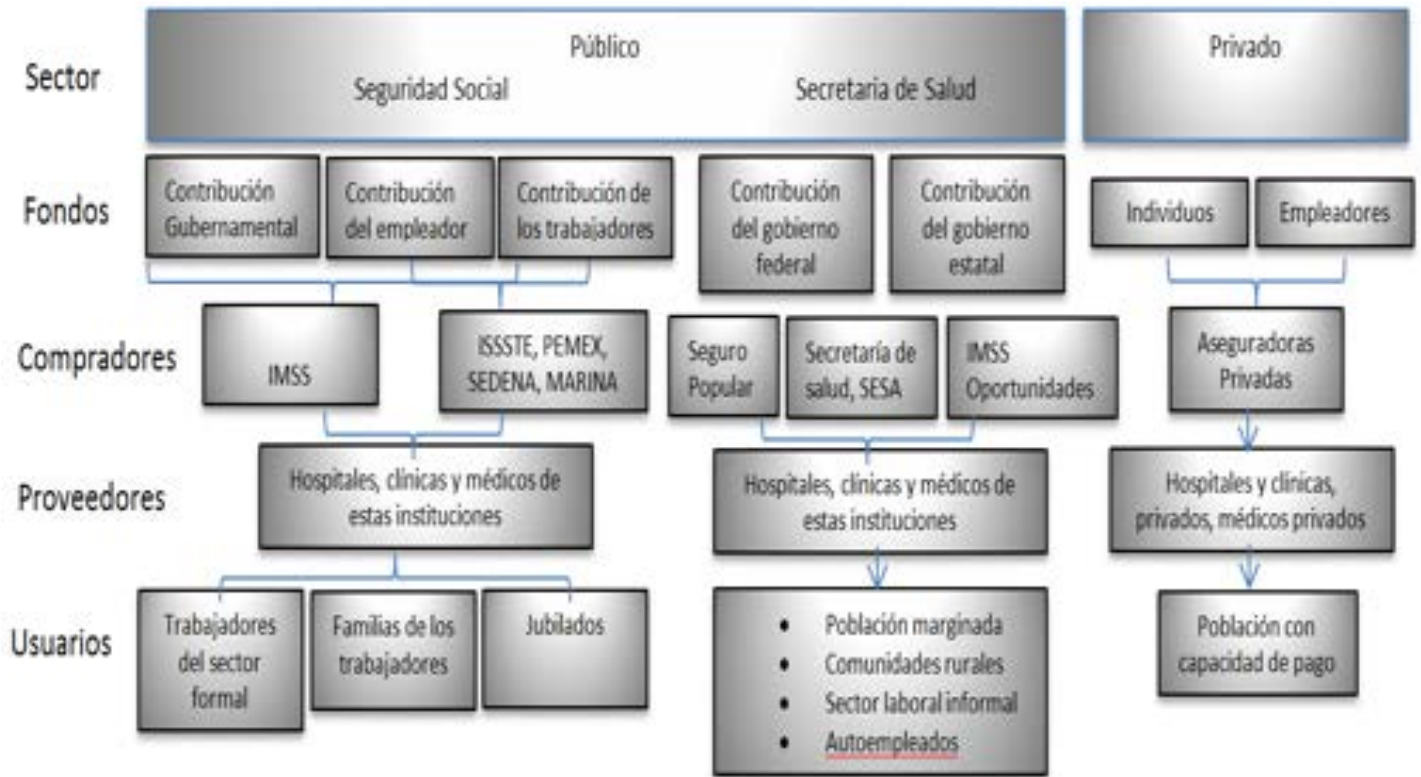 Sector
Público
Seguridad Social
Secretaria de Salud
Privado
Fondos
Contribución
Gubernamental
Contribución
del empleador
Contribución de
los trabajadores
Contribución
del gobierno
federal
Contribución
del gobierno
estatal
Individuos
Empleadores
Compradores
IMSS
ISSSTE, PEMEX,
SEDENA, MARINA
Seguro
Popular
Secretaría de
salud, SESA
IMSS
Oportunidades
Aseguradoras
Privadas
Proveedores
Hospitales, clínicas y médicos de
estas instituciones
Hospitales, clínicas y médicos de
estas instituciones
Hospitales y clínicas,
privados, médicos privados
Usuarios
Trabajadores
del sector
formal
Familias de los
trabajadores
Jubilados
• Población marginada
• Comunidades rurales
• Sector laboral informal
• Autoempleados
Población con
capacidad de pago